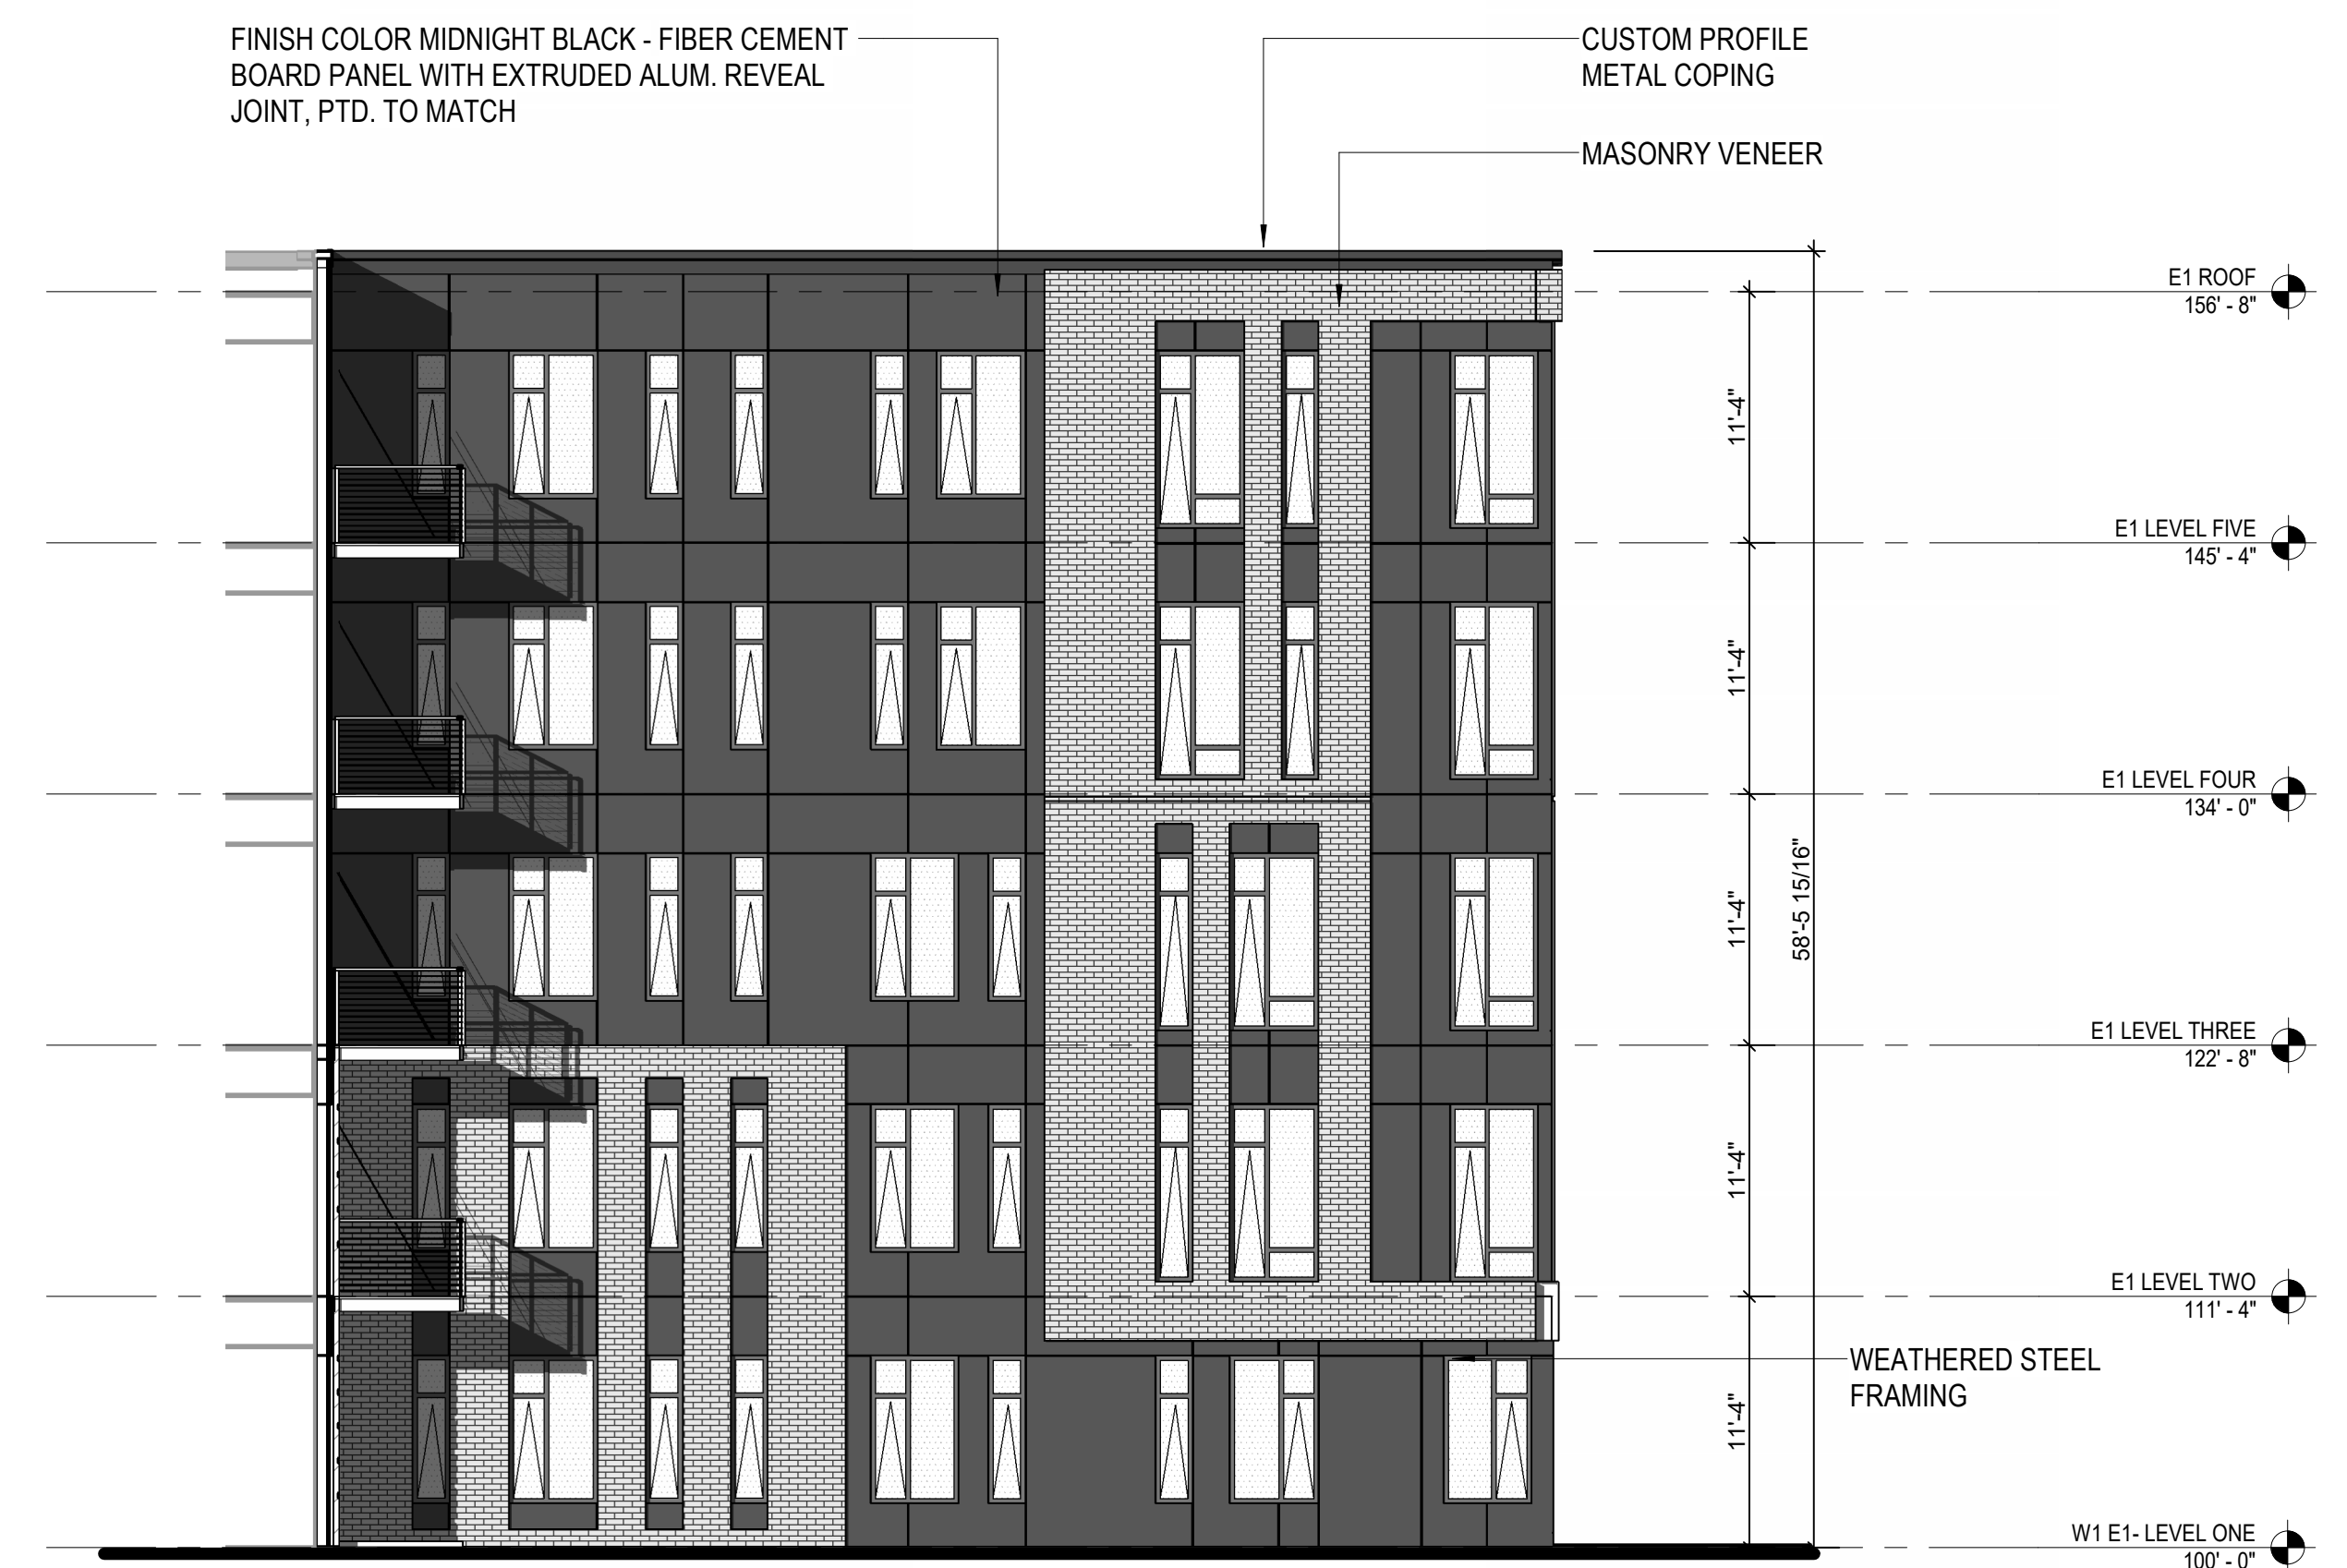 FINISH COLOR MIDNIGHT BLACK - FIBER CEMENT
BOARD PANEL WITH EXTRUDED ALUM. REVEAL
JOINT, PTD. TO MATCH
CUSTOM PROFILE
METAL COPING
MASONRY VENEER
E1 ROOF
156' - 8"
11'-4"
E1 LEVEL FIVE
145' - 4"
11'-4"
E1 LEVEL FOUR
134' - 0"
58'-5 15/16"
11'-4"
E1 LEVEL THREE
122' - 8"
11'-4"
E1 LEVEL TWO
111' - 4"
WEATHERED STEEL
FRAMING
11'-4"
W1 E1- LEVEL ONE
100' - 0"